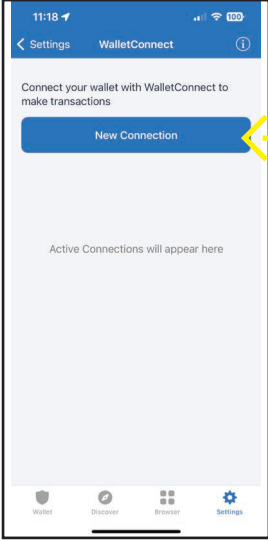 11:18
100
Settings
WalletConnect
Connect your wallet with WalletConnect to
make transactions
New Connection
Active Connections will appear here
Wallet
Discover
Browser
Settings